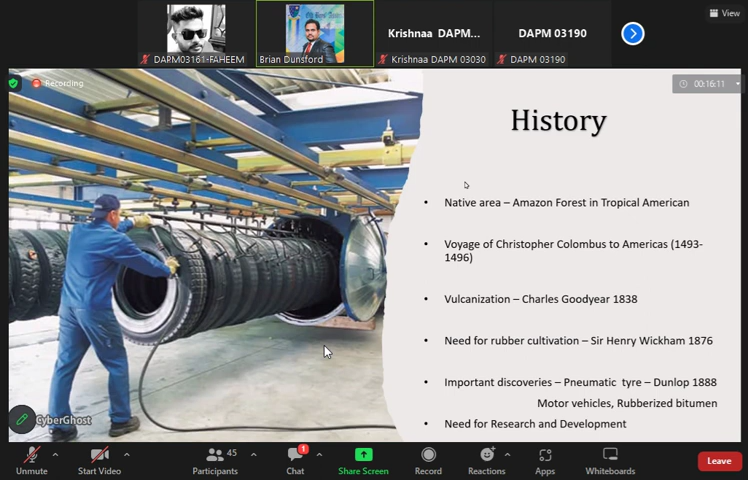 View
Krishnaa DAPM...
DAPM 03190
DARM03161-FAHEEM
Brian Dunsford
Krishnaa DAPM 03030
DAPM 03190
Recording
00:16:11
History
• Native area – Amazon Forest in Tropical American
• Voyage of Christopher Colombus to Americas (1493-
1496)
• Vulcanization – Charles Goodyear 1838
• Need for rubber cultivation – Sir Henry Wickham 1876
• Important discoveries – Pneumatic tyre – Dunlop 1888
Motor vehicles, Rubberized bitumen
• Need for Research and Development
CyberGhost
45
1
Unmute
Start Video
Participants
Chat
Share Screen
Record
Reactions
Apps
Whiteboards
Leave